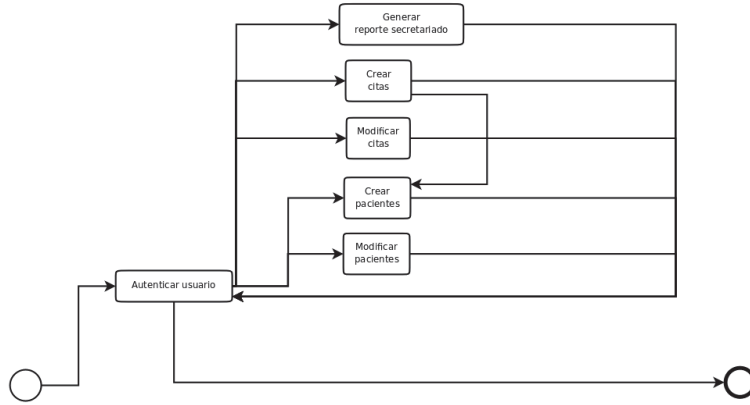 Generar
reporte secretariado
Crear
citas
Modificar
citas
Crear
pacientes
Modificar
pacientes
Autenticar usuario